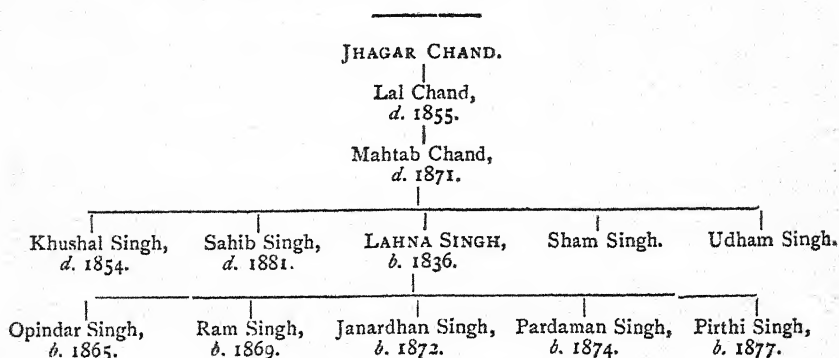 JHAGAR CHAND.
Lal Chand,
d. 1855.
Mahtab Chand,
d. 1871.
Khushal Singh, Sahib Singh, LAHNA SINGH, Sham Singh. Udham Singh.
d. 1854. d. 1881. b. 1836.
Opindar Singh, Ram Singh, Janardhan Singh, Pardaman Singh, Pirthi Singh,
b. 1865. b. 1869. b. 1872. b. 1874. b. 1877.